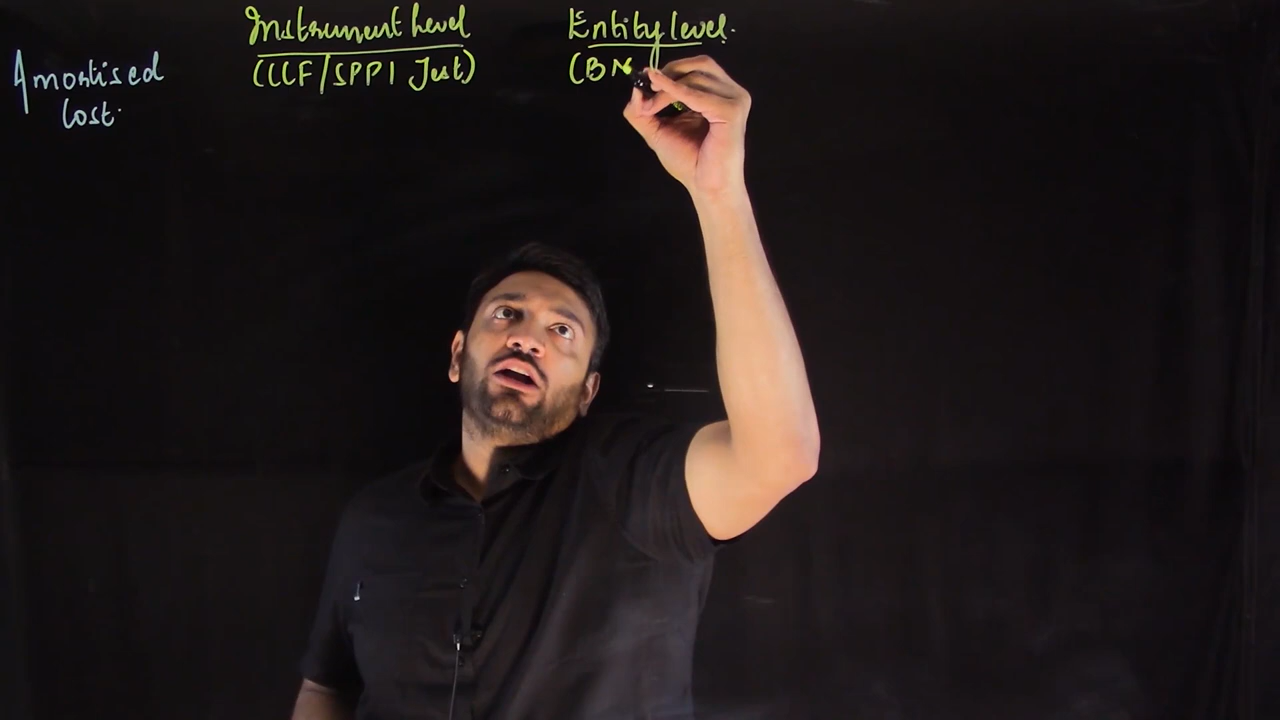 Instrument Level
Entity level.
(CCF/SPPI Test)
(BM
Amortised
Cost.